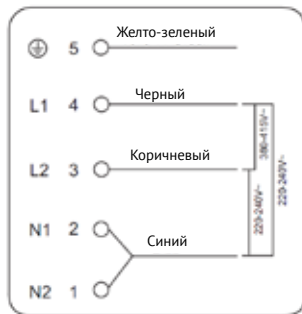 Желто-зеленый
5
L1 4 Черный
L2 3 Коричневый
N1 2
Синий
N2 1
380-415V~
220-240V~
220-240V~